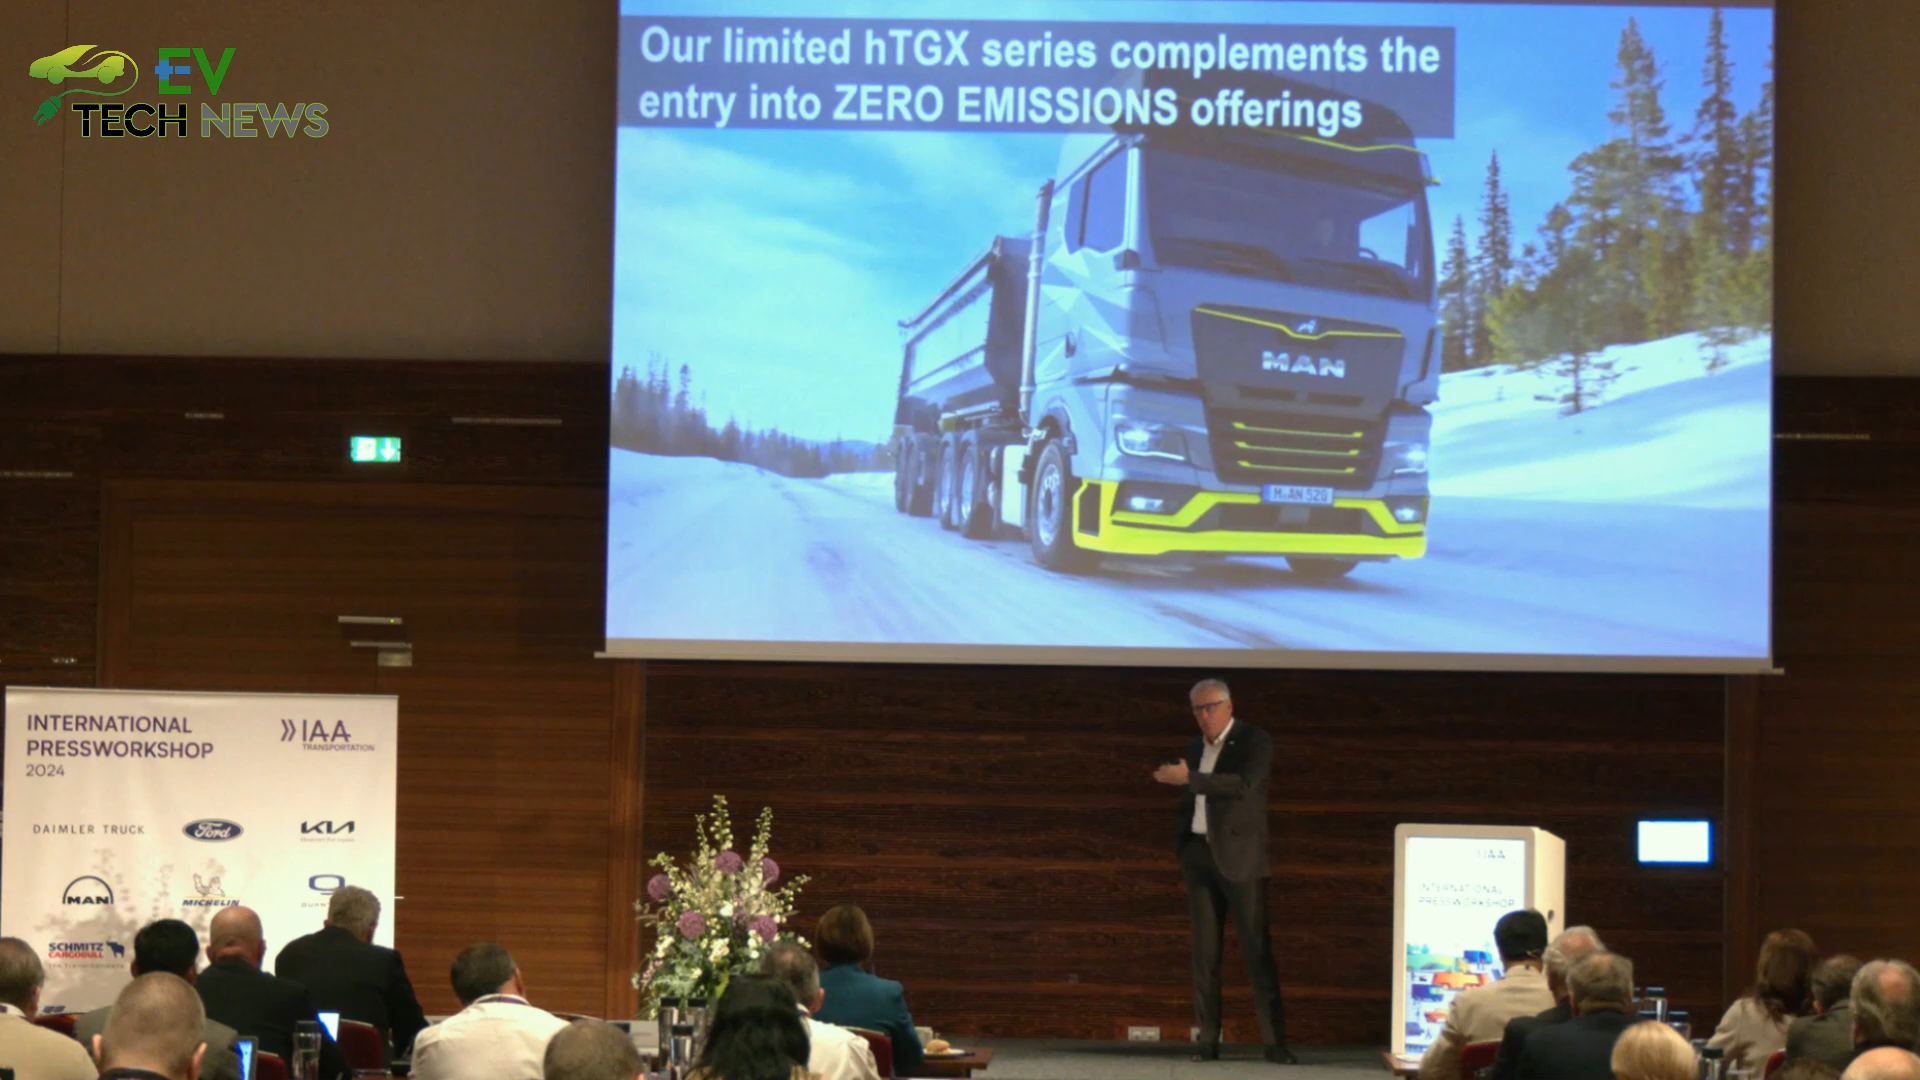 EV
TECH NEWS
Our limited hTGX series complements the
entry into ZERO EMISSIONS offerings
MAN
M·AN 520
INTERNATIONAL
PRESSWORKSHOP
2024
IAA
TRANSPORTATION
DAIMLER TRUCK
Ford
KIA
MAN
MICHELIN
SCHMITZ
CARGOBULL
IAA
INTERNATIONAL
PRESSWORKSHOP